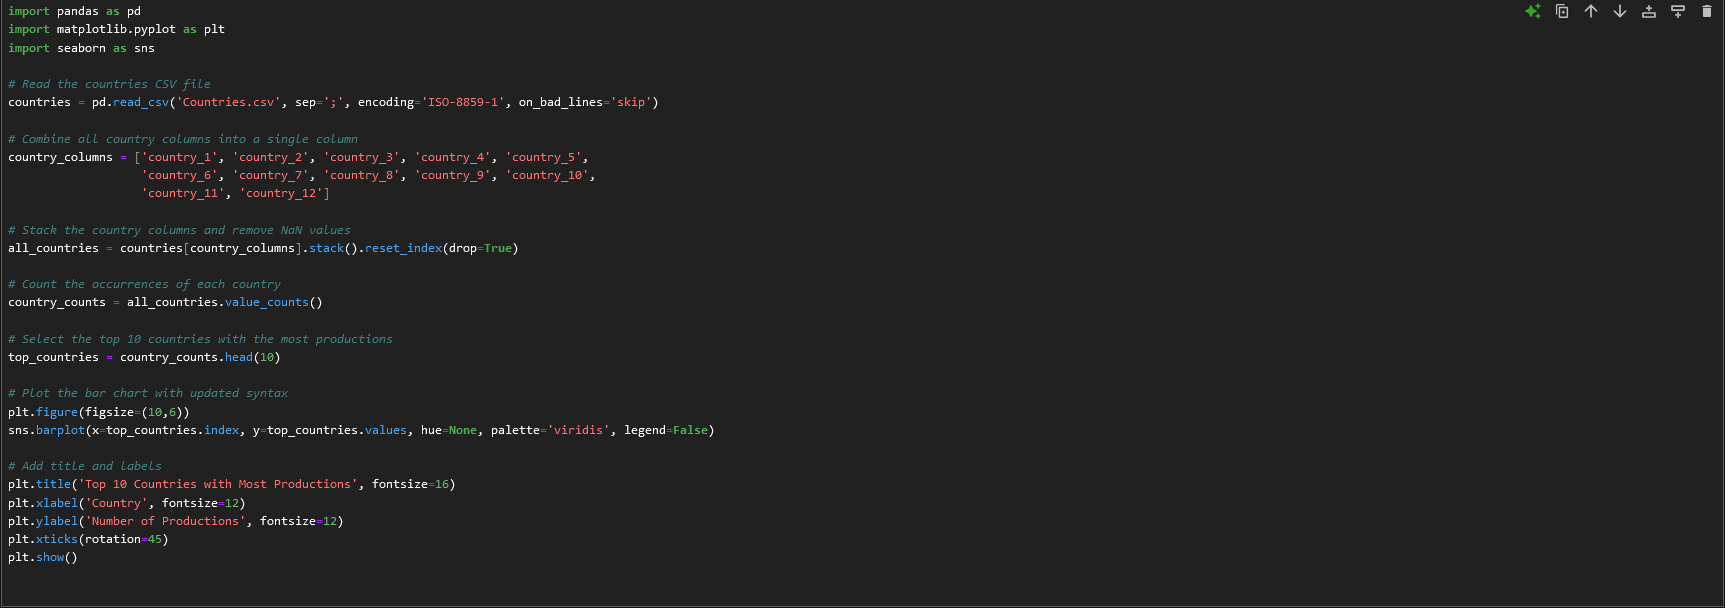 import pandas as pd
import matplotlib.pyplot as plt
import seaborn as sns
# Read the countries CSV file
countries = pd.read_csv('Countries.csv', sep=';', encoding='ISO-8859-1', on_bad_lines='skip')
# Combine all country columns into a single column
country_columns = ['country_1', 'country_2', 'country_3', 'country_4', 'country_5',
'country_6', 'country_7', 'country_8', 'country_9', 'country_10',
'country_11', 'country_12']
# Stack the country columns and remove NaN values
all_countries = countries[country_columns].stack().reset_index(drop=True)
# Count the occurrences of each country
country_counts = all_countries.value_counts()
# Select the top 10 countries with the most productions
top_countries = country_counts.head(10)
# Plot the bar chart with updated syntax
plt.figure(figsize=(10,6))
sns.barplot(x=top_countries.index, y=top_countries.values, hue=None, palette='viridis', legend=False)
# Add title and labels
plt.title('Top 10 Countries with Most Productions', fontsize=16)
plt.xlabel('Country', fontsize=12)
plt.ylabel('Number of Productions', fontsize=12)
plt.xticks(rotation=45)
plt.show()